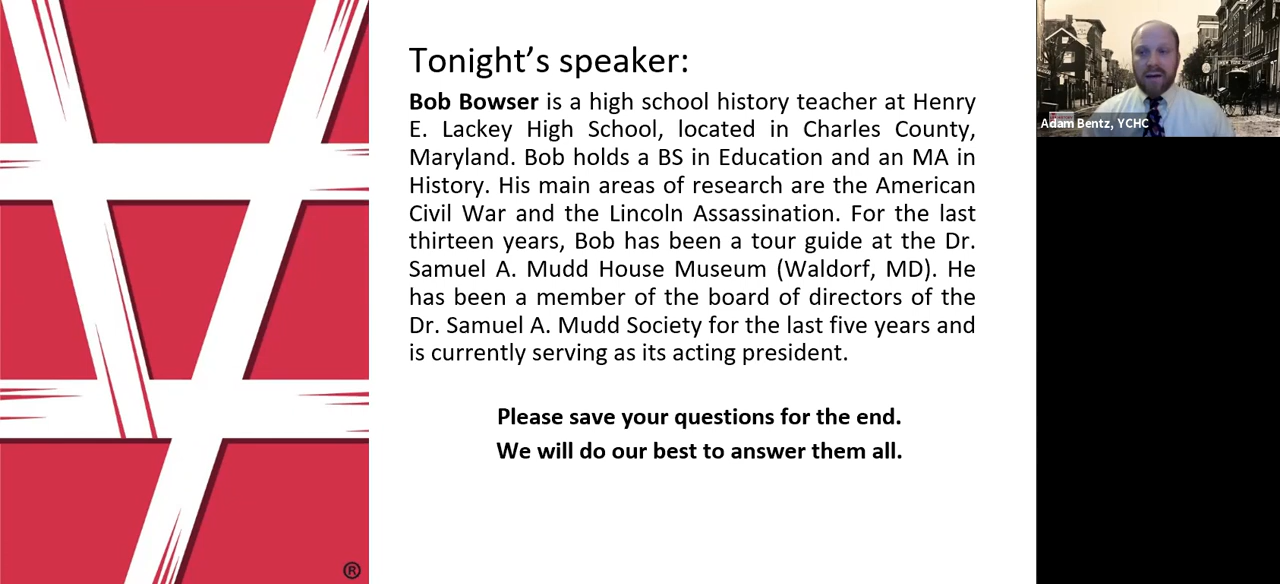 Tonight's speaker:
Bob Bowser is a high school history teacher at Henry
E. Lackey High School, located in Charles County,
Maryland. Bob holds a BS in Education and an MA in
History. His main areas of research are the American
Civil War and the Lincoln Assassination. For the last
thirteen years, Bob has been a tour guide at the Dr.
Samuel A. Mudd House Museum (Waldorf, MD). He
has been a member of the board of directors of the
Dr. Samuel A. Mudd Society for the last five years and
is currently serving as its acting president.
Please save your questions for the end.
We will do our best to answer them all.
Adam Bentz, YCHC
®